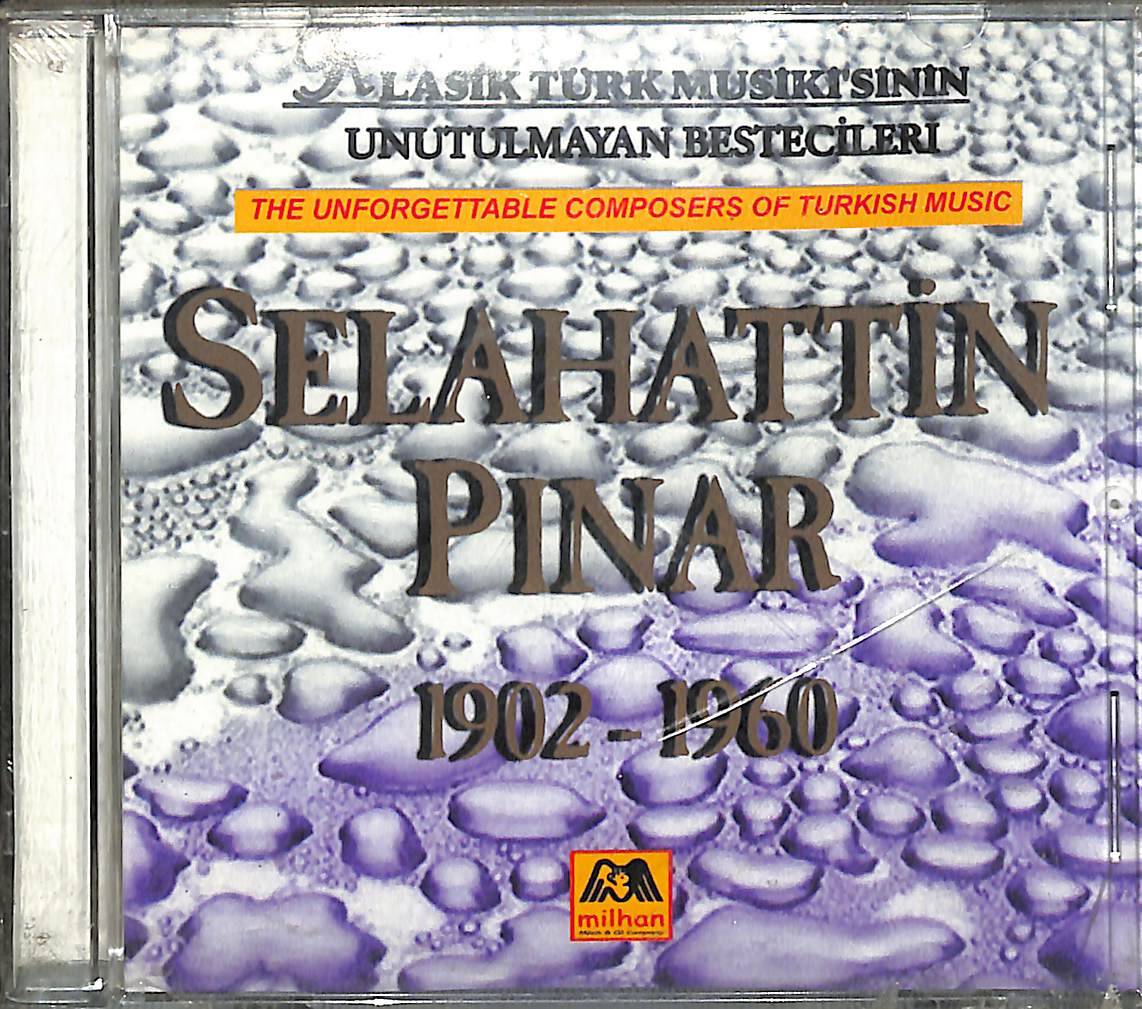 KLASİK TÜRK MUSİKİ'SİNİN
UNUTULMAYAN BESTECİLERİ
THE UNFORGETTABLE COMPOSERS OF TURKISH MUSIC
SELAHATTİN
PINAR
1902 - 1960
milhan